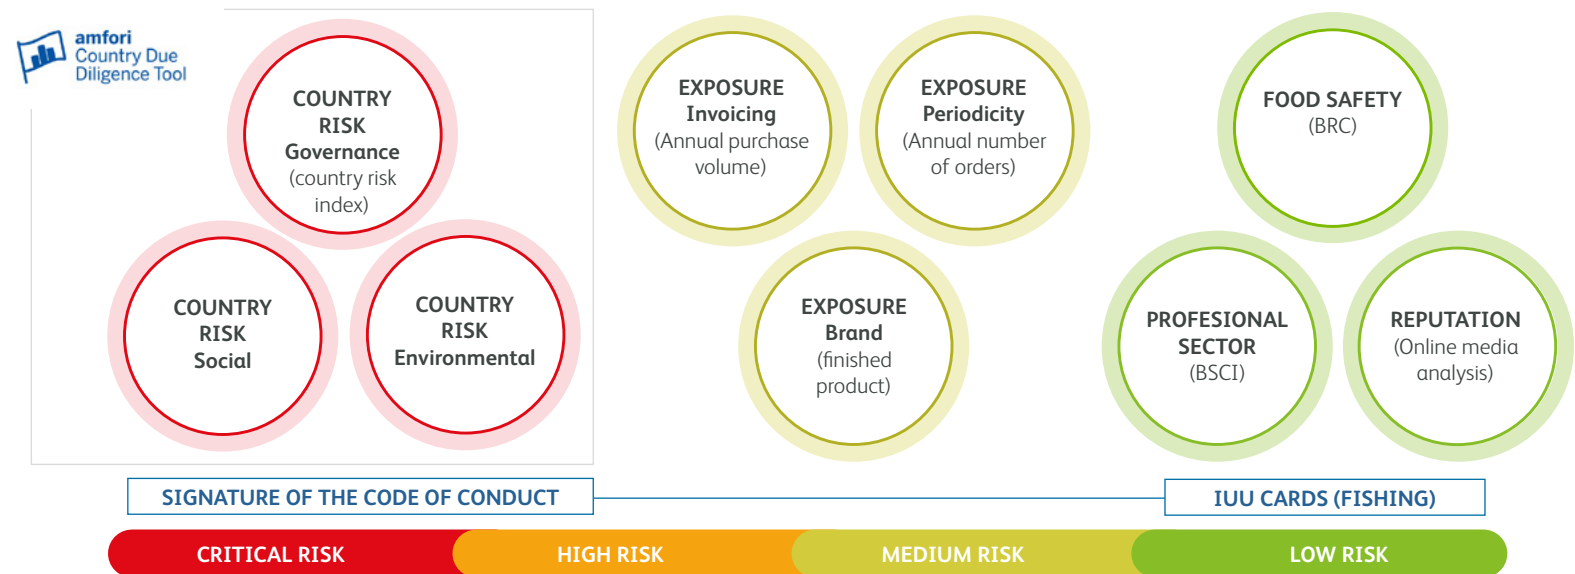 amfori
Country Due
Diligence Tool
COUNTRY
RISK
Governance
(country risk
index)
COUNTRY
RISK
Social
COUNTRY
RISK
Environmental
EXPOSURE
Invoicing
(Annual purchase
volume)
EXPOSURE
Periodicity
(Annual number
of orders)
EXPOSURE
Brand
(finished
product)
FOOD SAFETY
(BRC)
PROFESIONAL
SECTOR
(BSCI)
REPUTATION
(Online media
analysis)
SIGNATURE OF THE CODE OF CONDUCT
IUU CARDS (FISHING)
CRITICAL RISK
HIGH RISK
MEDIUM RISK
LOW RISK